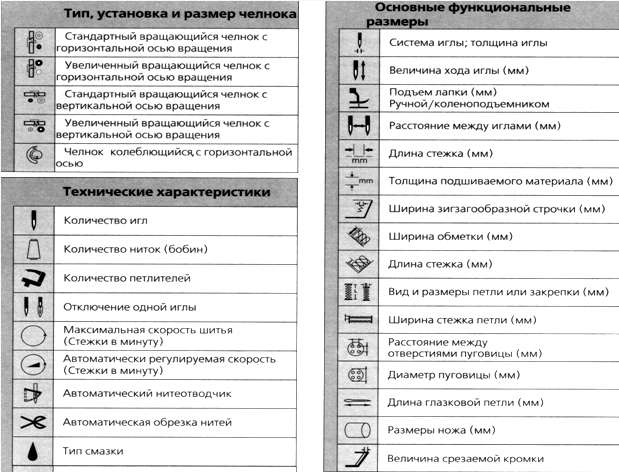 Тип, установка и размер челнока
Стандартный вращающийся челнок с
горизонтальной осью вращения
Увеличенный вращающийся челнок с
горизонтальной осью вращения
Стандартный вращающийся челнок с
вертикальной осью вращения
Увеличенный вращающийся челнок с
вертикальной осью вращения
Челнок колеблющийся, с горизонтальной
осью
Технические характеристики
Количество игл
Количество ниток (бобин)
Количество петлителей
Отключение одной иглы
Максимальная скорость шитья
(Стежки в минуту)
Автоматически регулируемая скорость
(Стежки в минуту)
Автоматический нитеотводчик
Автоматическая обрезка нитей
Тип смазки
Основные функциональные
размеры
Система иглы; толщина иглы
Величина хода иглы (мм)
Подъем лапки (мм)
Ручной/коленоподъемником
Расстояние между иглами (мм)
mm
Длина стежка (мм)
mm
Толщина подшиваемого материала (мм)
Ширина зигзагообразной строчки (мм)
Ширина обметки (мм)
Длина стежка (мм)
Вид и размеры петли или закрепки (мм)
Ширина стежка петли (мм)
Расстояние между
отверстиями пуговицы (мм)
Диаметр пуговицы (мм)
Длина глазковой петли (мм)
Размеры ножа (мм)
Величина срезаемой кромки